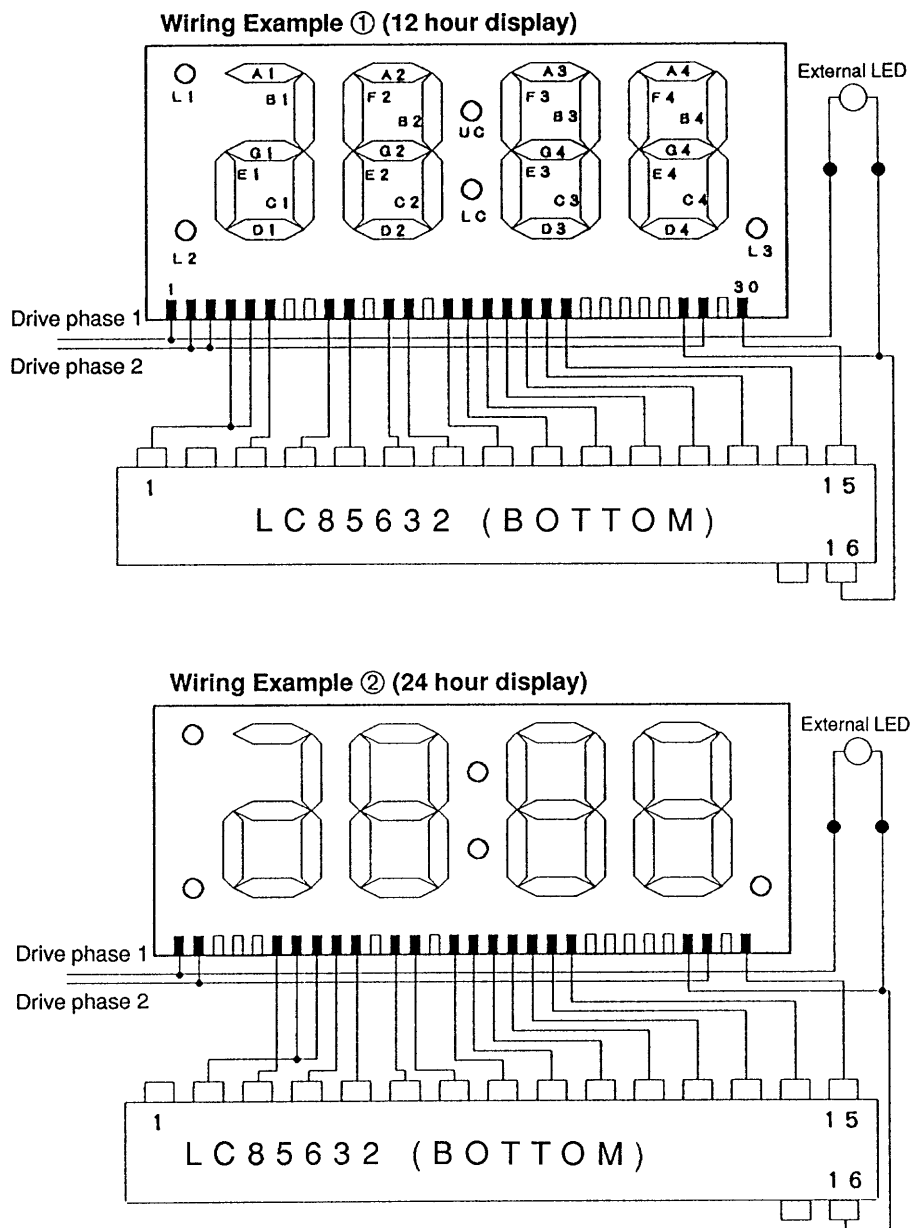 Wiring Example ① (12 hour display)
External LED
A1 A2 A3 A4
L1 B1 F2 B2 UC F3 B3 F4 B4
G1 G2 G4 G4
E1 C1 E2 C2 LC E3 C3 E4 C4
D1 D2 D3 D4
L2 L3
1 30
Drive phase 1
Drive phase 2
1 15
LC85632 (BOTTOM)
16
Wiring Example ② (24 hour display)
External LED
Drive phase 1
Drive phase 2
1 15
LC85632 (BOTTOM)
16